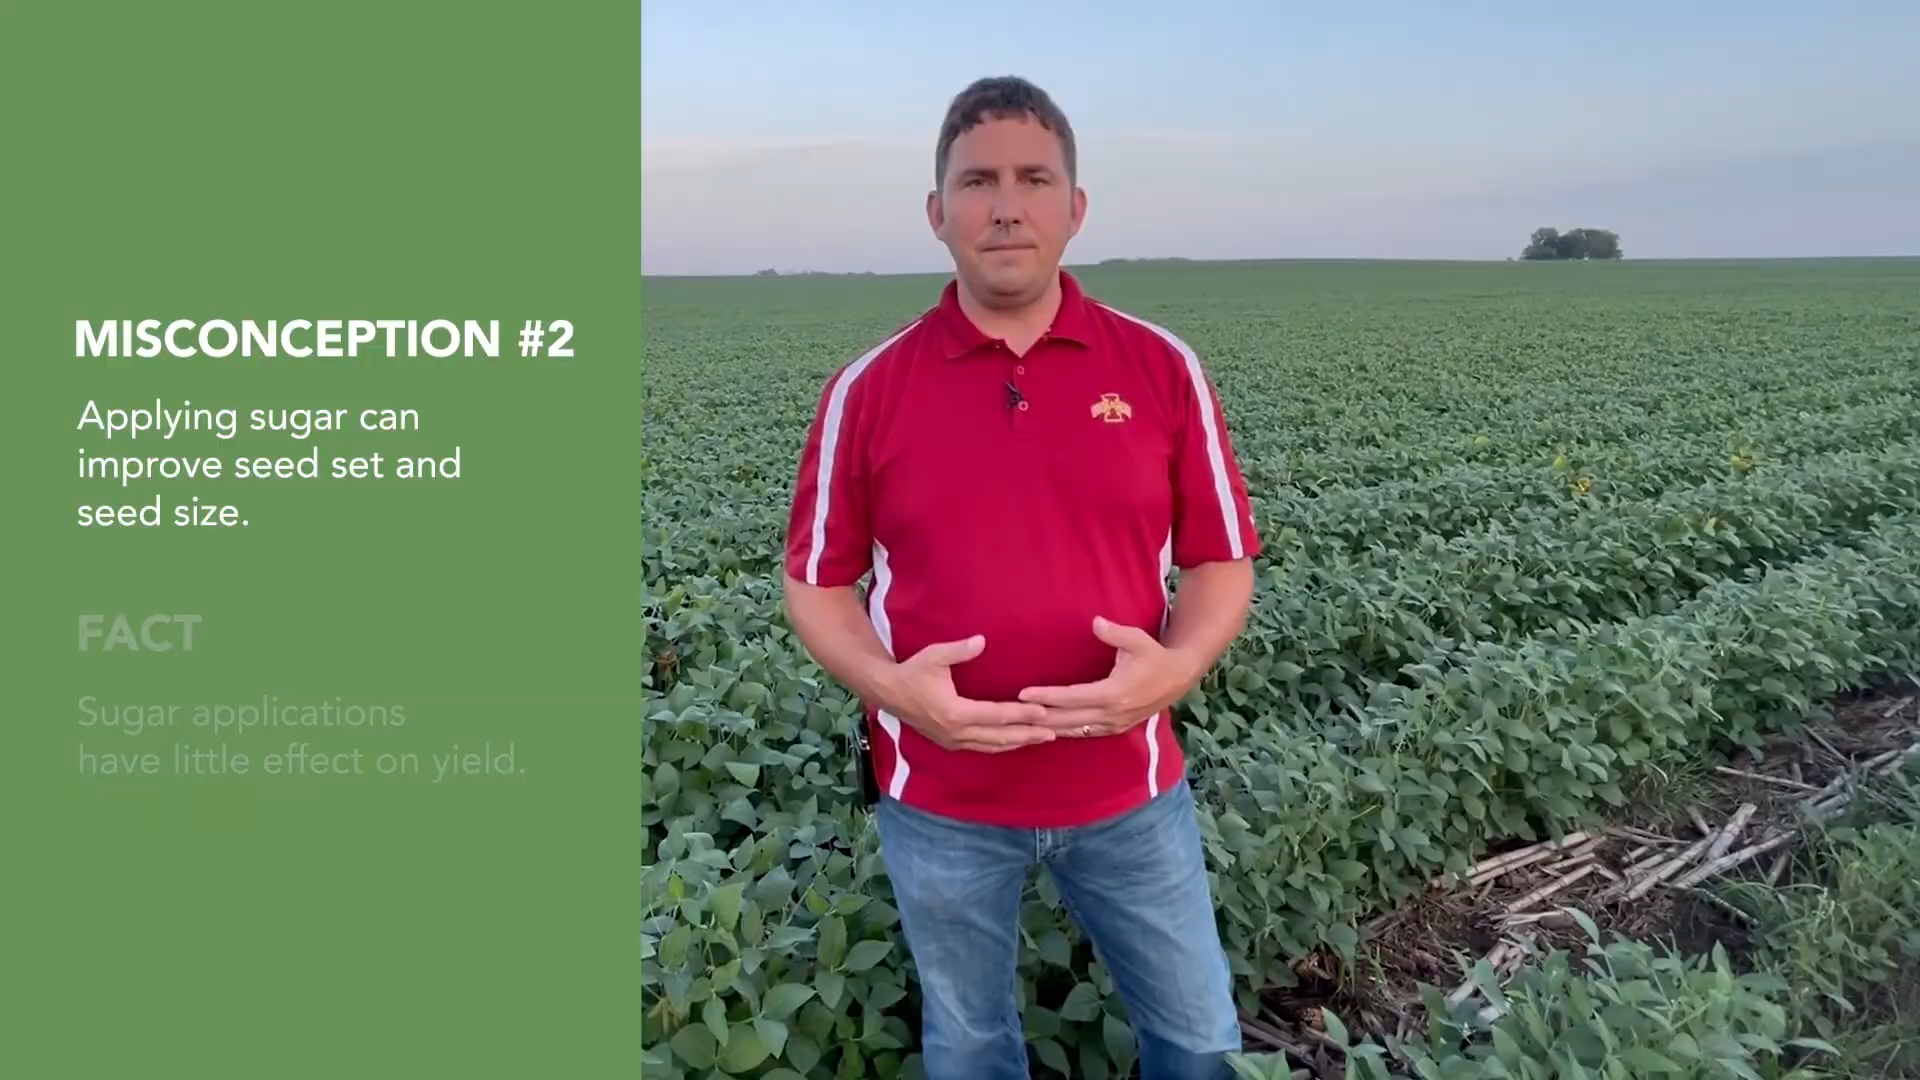 MISCONCEPTION #2
Applying sugar can
improve seed set and
seed size.
FACT
Sugar applications
have little effect on yield.